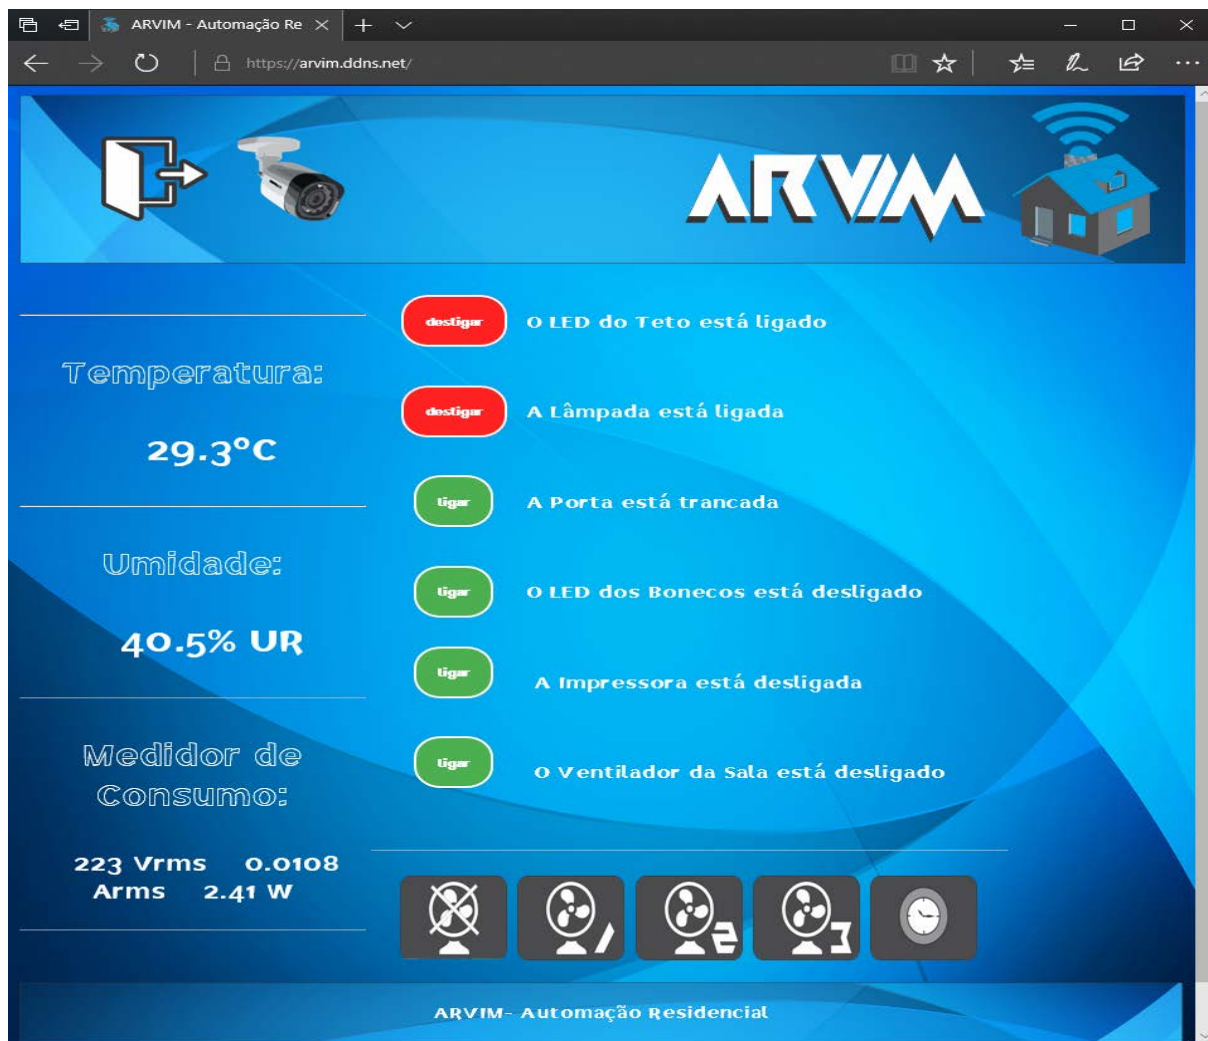 ARVIM - Automação Re
https://arvim.ddns.net/
ARVIM
Temperatura:
29.3°C
Umidade:
40.5% UR
Medidor de
Consumo:
223 Vrms 0.0108
Arms 2.41 W
desligar O LED do Teto está ligado
desligar A Lâmpada está ligada
ligar A Porta está trancada
ligar O LED dos Bonecos está desligado
ligar A Impressora está desligada
ligar O Ventilador da Sala está desligado
1 2 3
ARVIM- Automação Residencial